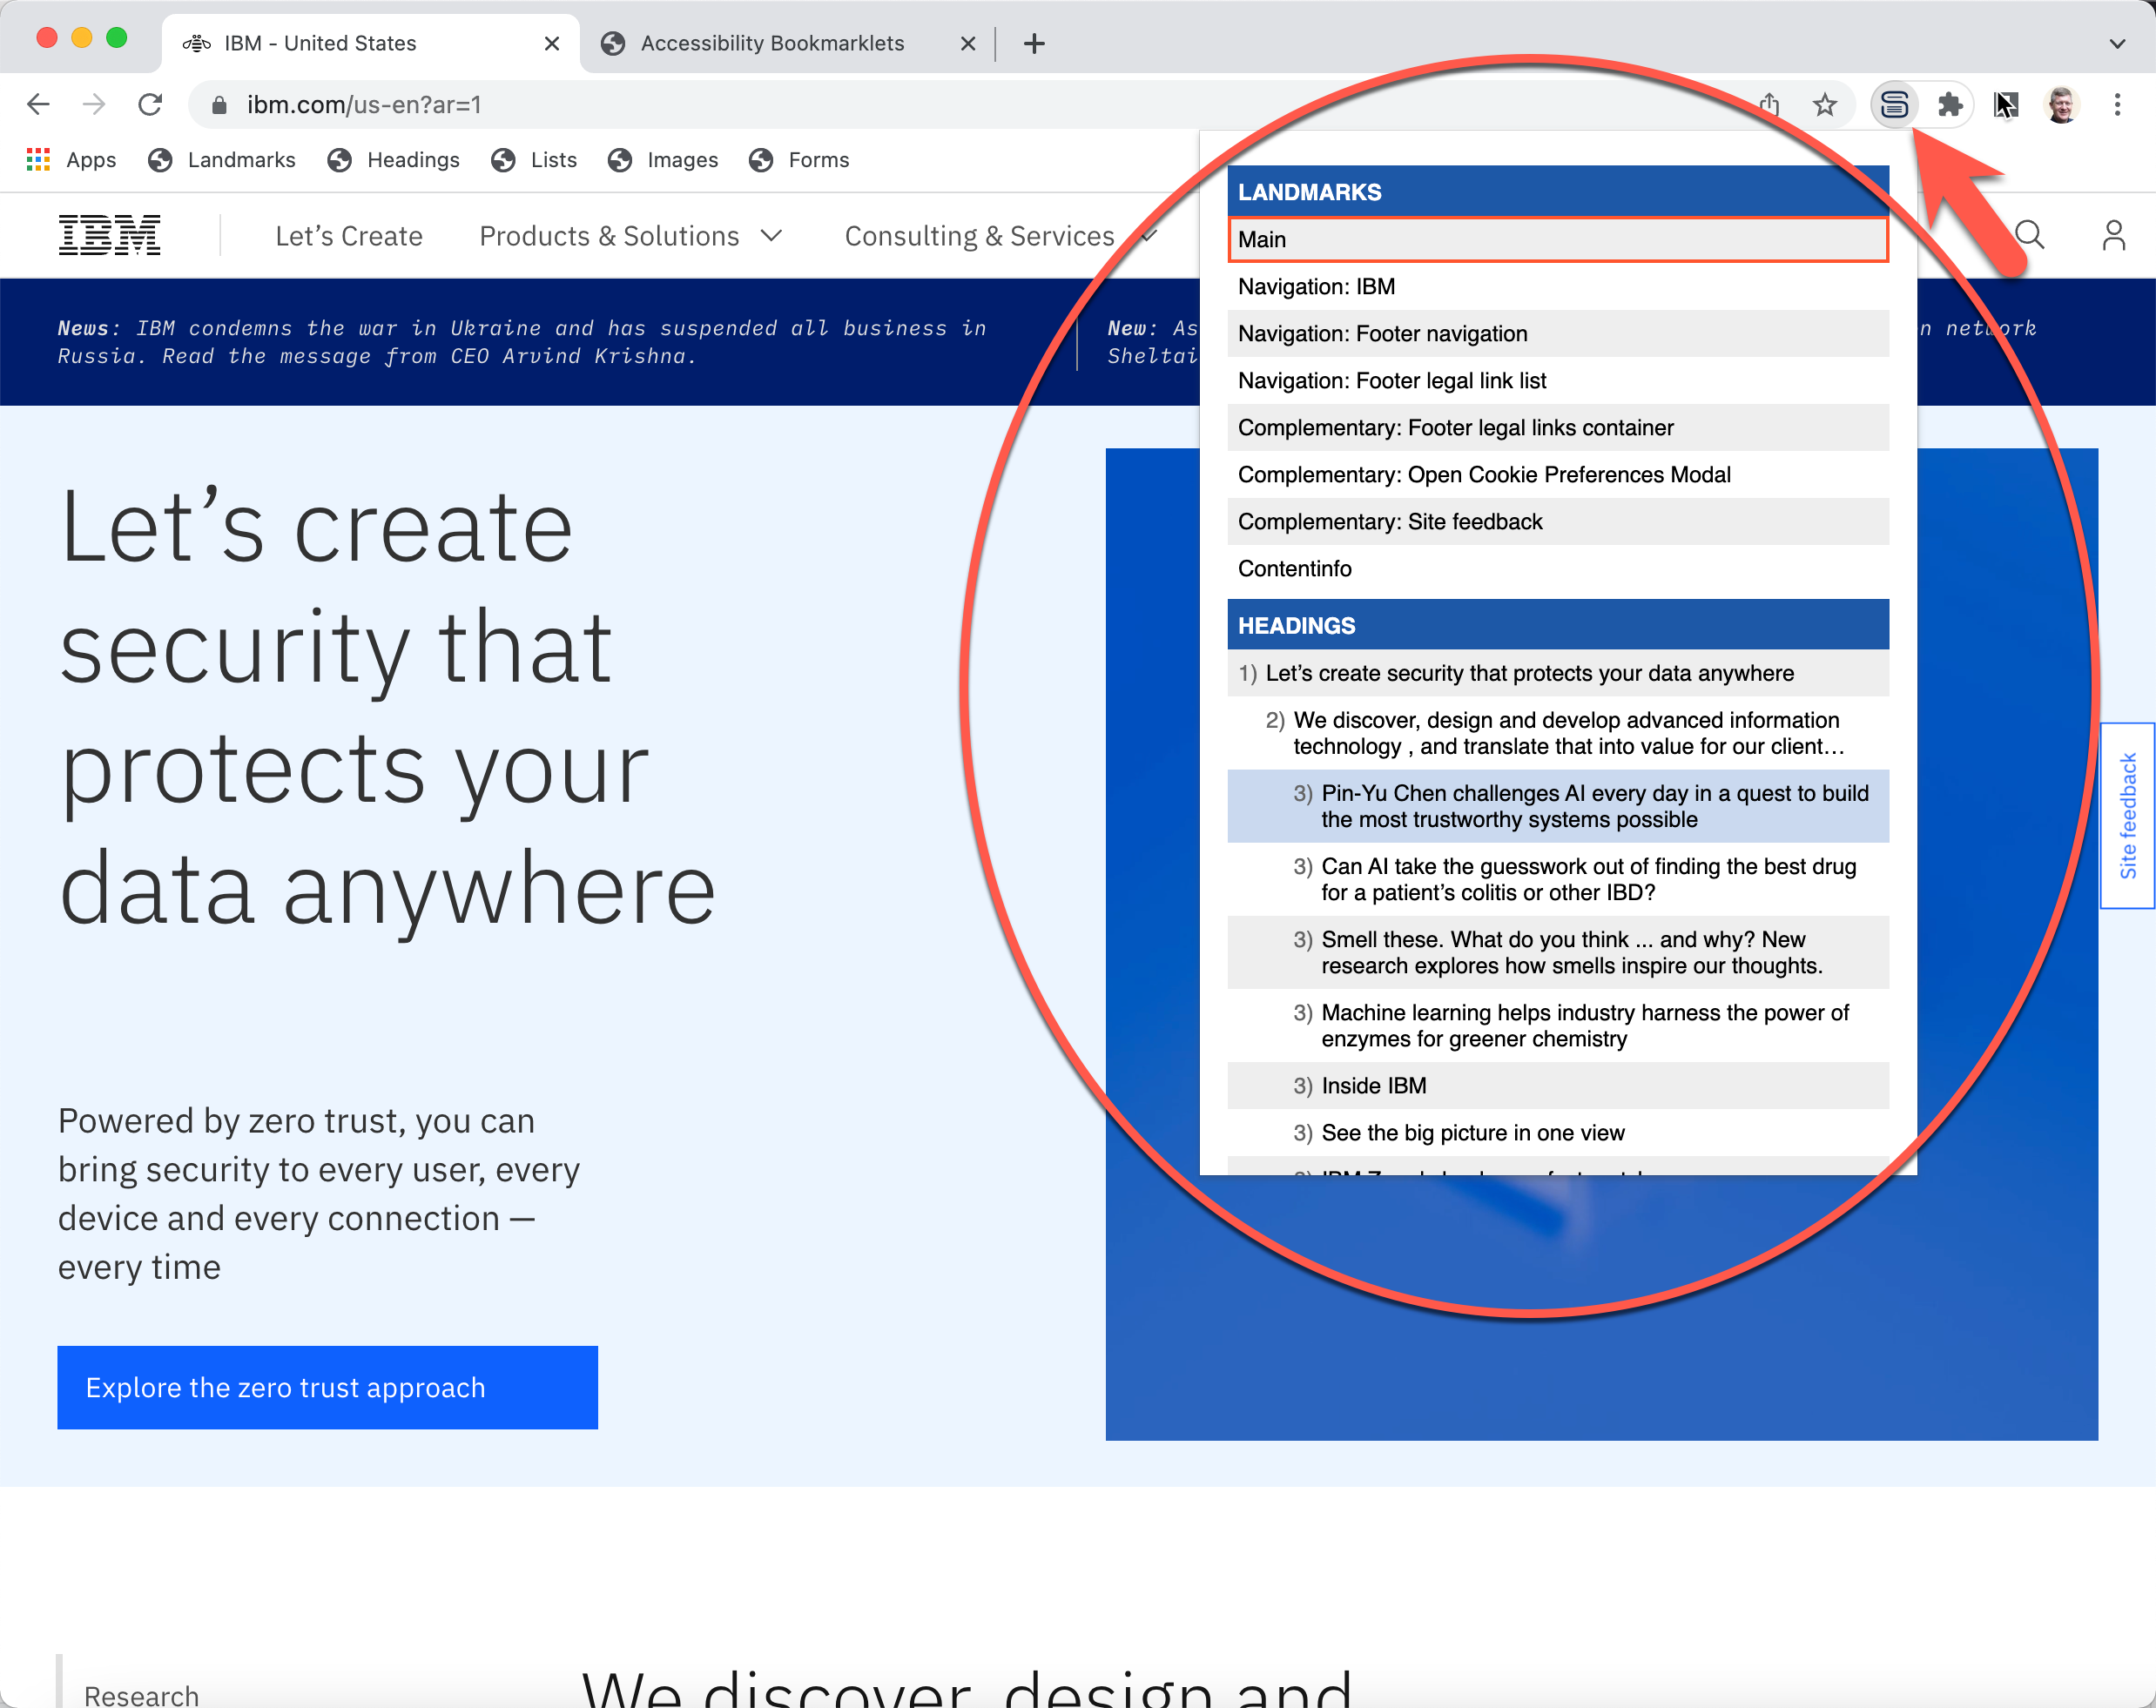 IBM - United States
Accessibility Bookmarklets
ibm.com/us-en?ar=1
Apps
Landmarks
Headings
Lists
Images
Forms
IBM
Let’s Create
Products & Solutions
Consulting & Services
News: IBM condemns the war in Ukraine and has suspended all business in
Russia. Read the message from CEO Arvind Krishna.
New: As
Sheltai
n network
Let’s create
security that
protects your
data anywhere
Powered by zero trust, you can
bring security to every user, every
device and every connection —
every time
Explore the zero trust approach
LANDMARKS
Main
Navigation: IBM
Navigation: Footer navigation
Navigation: Footer legal link list
Complementary: Footer legal links container
Complementary: Open Cookie Preferences Modal
Complementary: Site feedback
Contentinfo
HEADINGS
1) Let’s create security that protects your data anywhere
2) We discover, design and develop advanced information
technology , and translate that into value for our client…
3) Pin-Yu Chen challenges AI every day in a quest to build
the most trustworthy systems possible
3) Can AI take the guesswork out of finding the best drug
for a patient’s colitis or other IBD?
3) Smell these. What do you think ... and why? New
research explores how smells inspire our thoughts.
3) Machine learning helps industry harness the power of
enzymes for greener chemistry
3) Inside IBM
3) See the big picture in one view
Site feedback
Research
We discover, design and